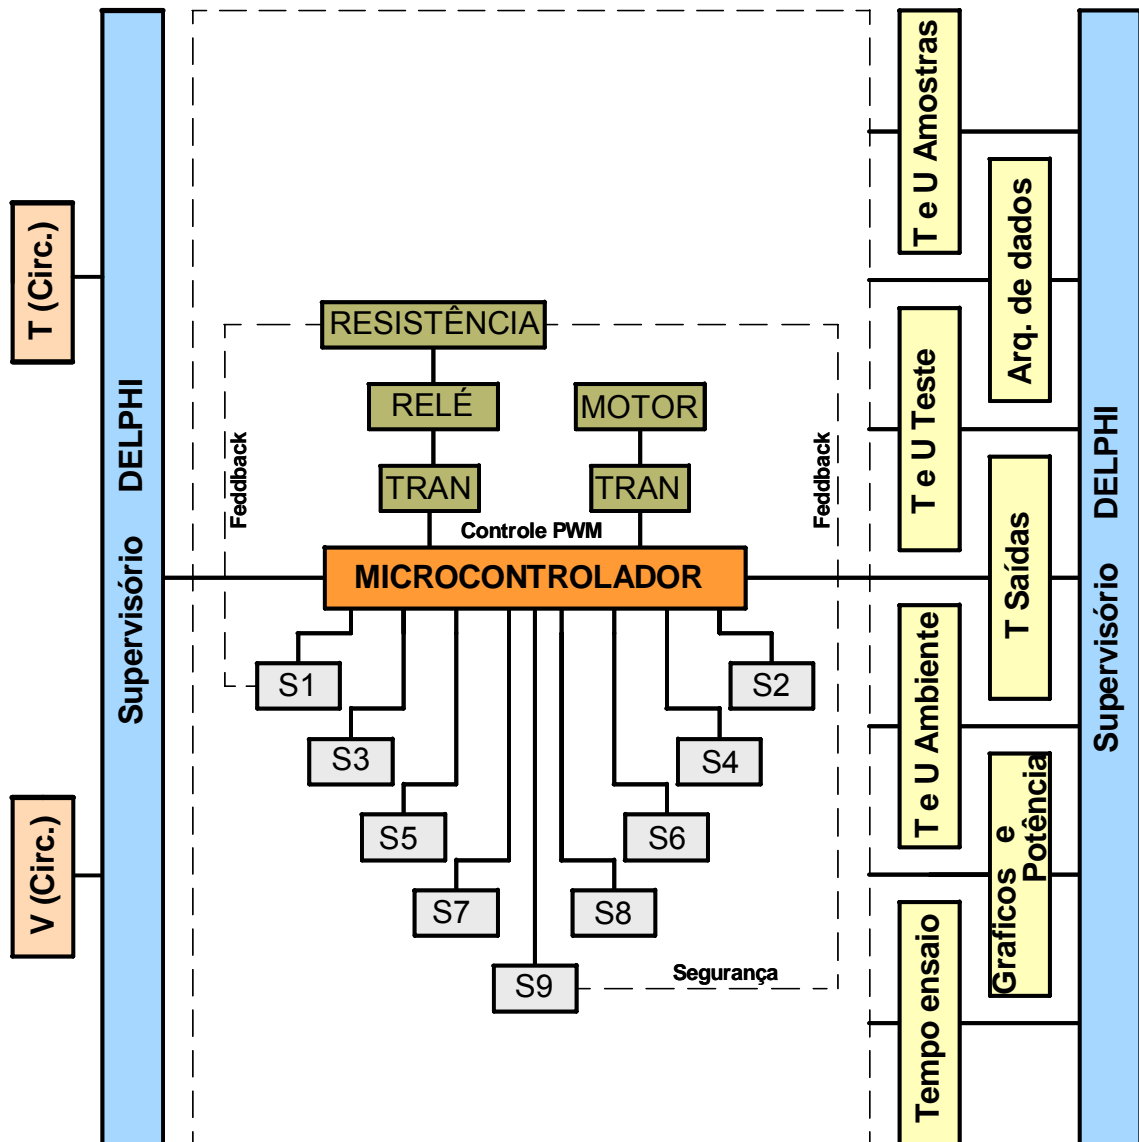 T (Circ.)
V (Circ.)
Supervisório DELPHI
RESISTÊNCIA
RELÉ
MOTOR
TRAN
TRAN
Feddback
Feddback
Controle PWM
MICROCONTROLADOR
S1
S2
S3
S4
S5
S6
S7
S8
S9
Segurança
T e U Amostras
Arq. de dados
T e U Teste
T Saídas
T e U Ambiente
Graficos e
Potência
Tempo ensaio
Supervisório DELPHI